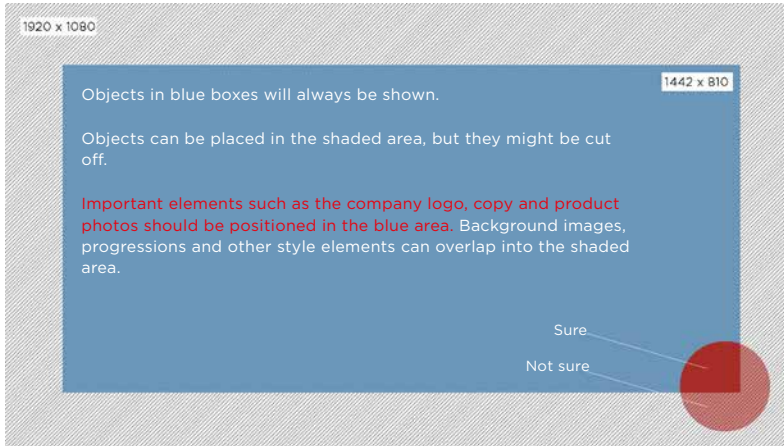 1920 x 1080
1442 x 810
Objects in blue boxes will always be shown.
Objects can be placed in the shaded area, but they might be cut
off.
Important elements such as the company logo, copy and product
photos should be positioned in the blue area. Background images,
progressions and other style elements can overlap into the shaded
area.
Sure
Not sure